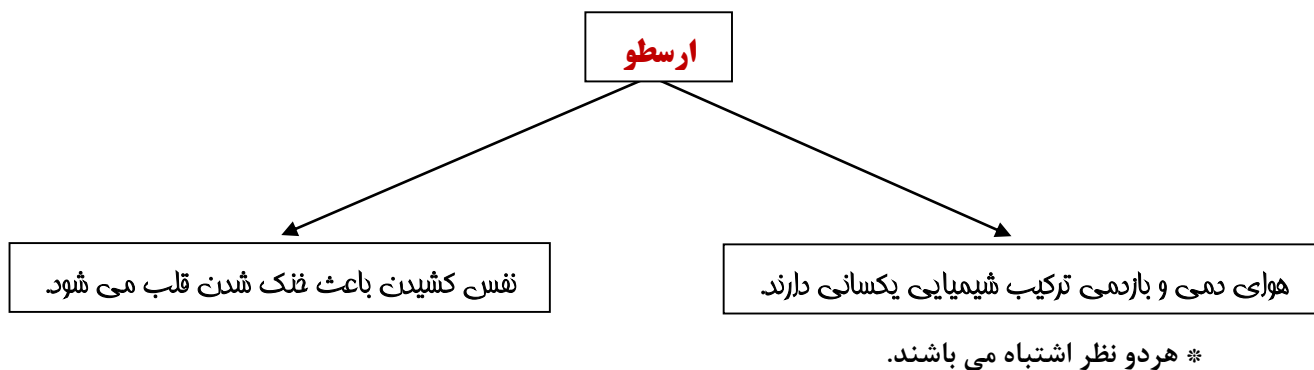 ارسطو
هوای دمی و بازدمی ترکیب شیمیایی یکسانی دارند.
نفس کشیدن باعث خنک شدن قلب می شود.
* هردو نظر اشتباه می باشند.